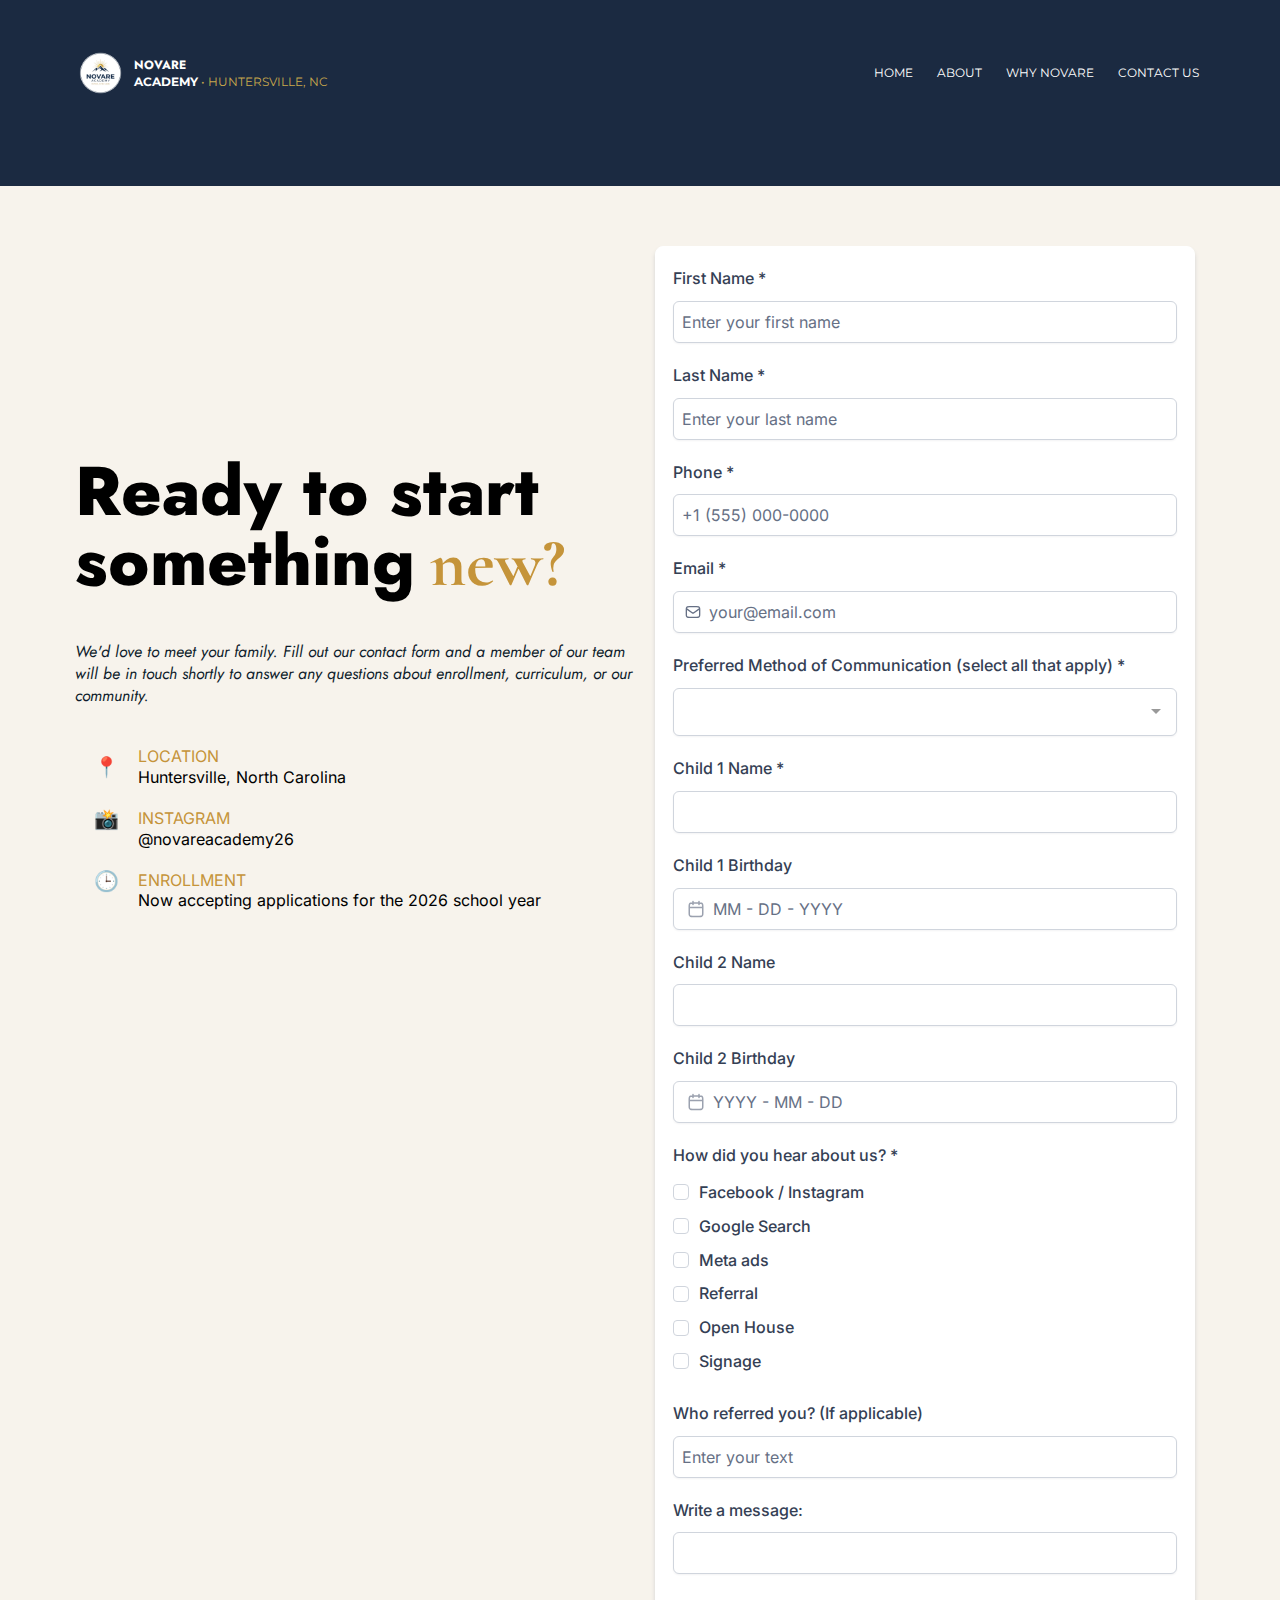 NOVARE
NOVARE
ACADEMY · HUNTERSVILLE, NC
HOME
ABOUT
WHY NOVARE
CONTACT US
Ready to start
something new?
We'd love to meet your family. Fill out our contact form and a member of our team
will be in touch shortly to answer any questions about enrollment, curriculum, or our
community.
LOCATION
Huntersville, North Carolina
INSTAGRAM
@novareacademy26
ENROLLMENT
Now accepting applications for the 2026 school year
First Name *
Enter your first name
Last Name *
Enter your last name
Phone *
+1 (555) 000-0000
Email *
your@email.com
Preferred Method of Communication (select all that apply) *
Child 1 Name *
Child 1 Birthday
MM - DD - YYYY
Child 2 Name
Child 2 Birthday
YYYY - MM - DD
How did you hear about us? *
Facebook / Instagram
Google Search
Meta ads
Referral
Open House
Signage
Who referred you? (If applicable)
Enter your text
Write a message: